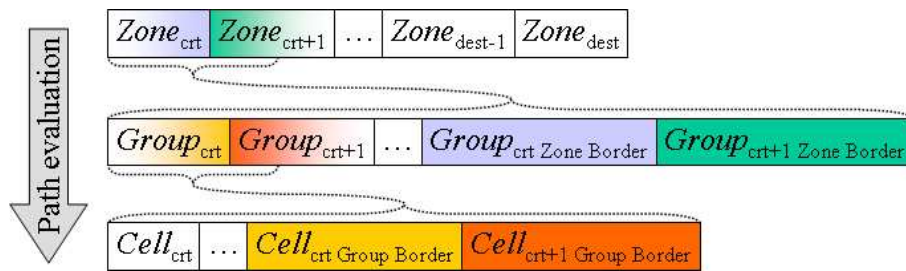 Path evaluation
Zone crt Zone crt+1 ... Zone dest-1 Zone dest
Group crt Group crt+1 ... Group crt Zone Border Group crt+1 Zone Border
Cell crt ... Cell crt Group Border Cell crt+1 Group Border